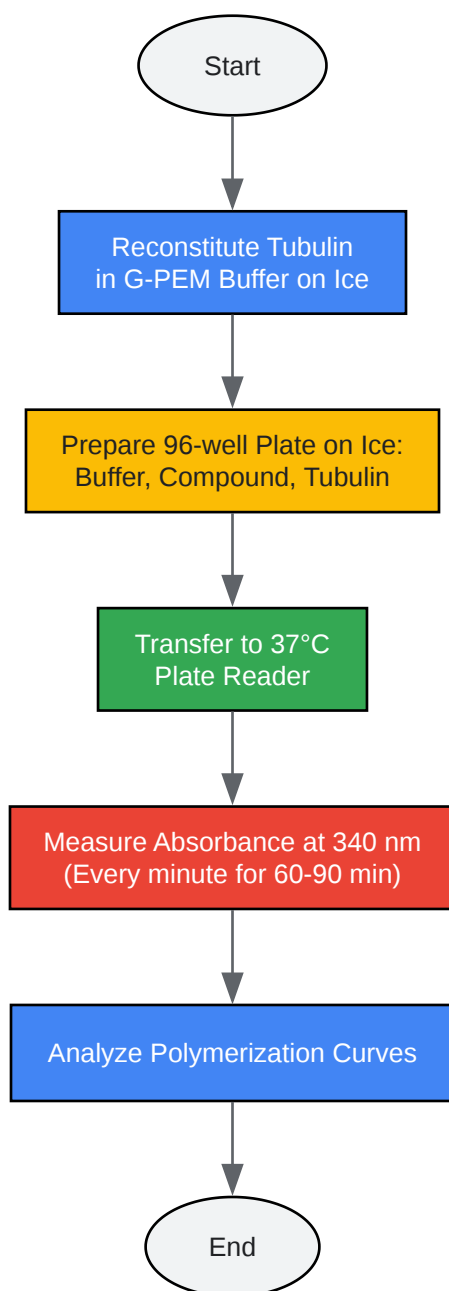 Start
Reconstitute Tubulin
in G-PEM Buffer on Ice
Prepare 96-well Plate on Ice:
Buffer, Compound, Tubulin
Transfer to 37°C
Plate Reader
Measure Absorbance at 340 nm
(Every minute for 60-90 min)
Analyze Polymerization Curves
End